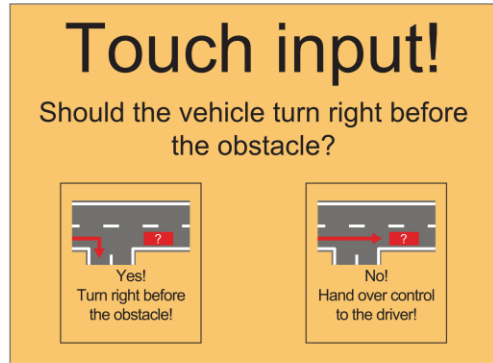 Touch input!
Should the vehicle turn right before
the obstacle?
?
Yes!
Turn right before
the obstacle!
?
No!
Hand over control
to the driver!